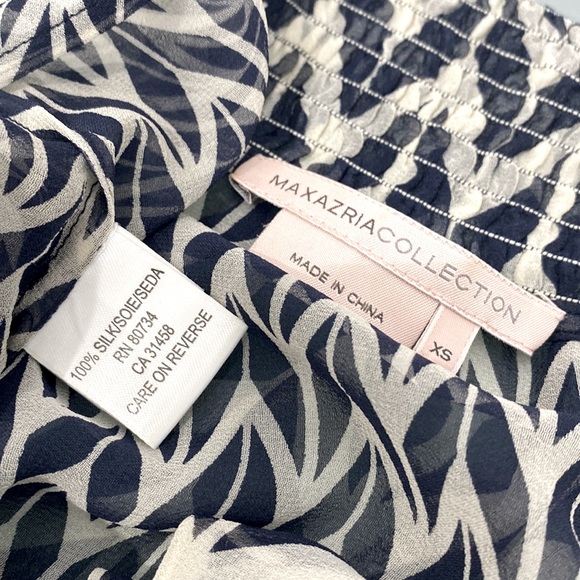 MAXAZRIACOLLECTION
MADE IN CHINA
XS
100% SILK/SOIE/SEDA
RN 80734
CA 31458
CARE ON REVERSE